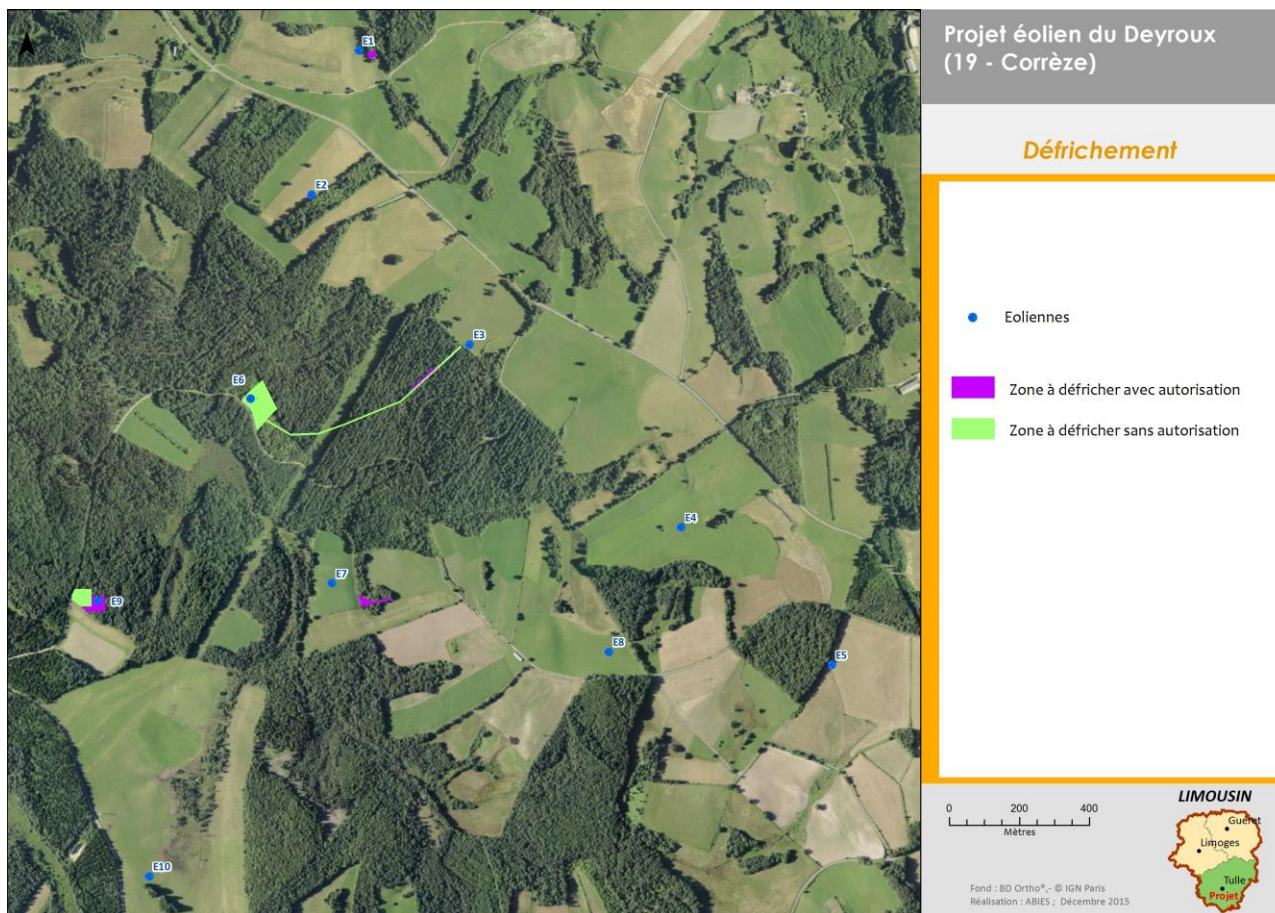 Projet éolien du Deyroux
(19 - Corrèze)
Défrichement
Eoliennes
Zone à défricher avec autorisation
Zone à défricher sans autorisation
E1
E2
E3
E6
E4
E7
E9
E8
E5
E10
0 200 400
Mètres
LIMOUSIN
Guéret
Limoges
Tulle
Projet
Fond : BD Ortho®,- © IGN Paris
Réalisation : ABIES ; Décembre 2015